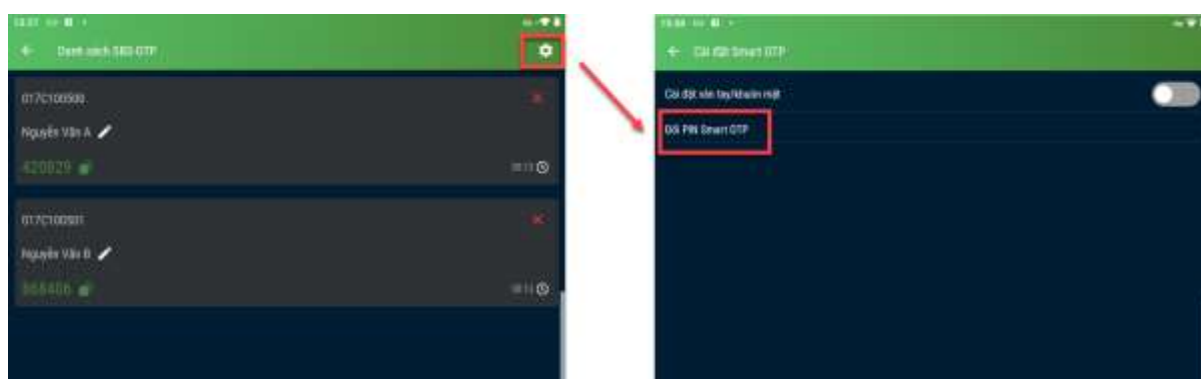 Danh sách SBS OTP
017C100500
Nguyễn Văn A
420829
017C100501
Nguyễn Văn B
Cài đặt Smart OTP
Cài đặt vân tay/khuôn mặt
Đổi PIN Smart OTP